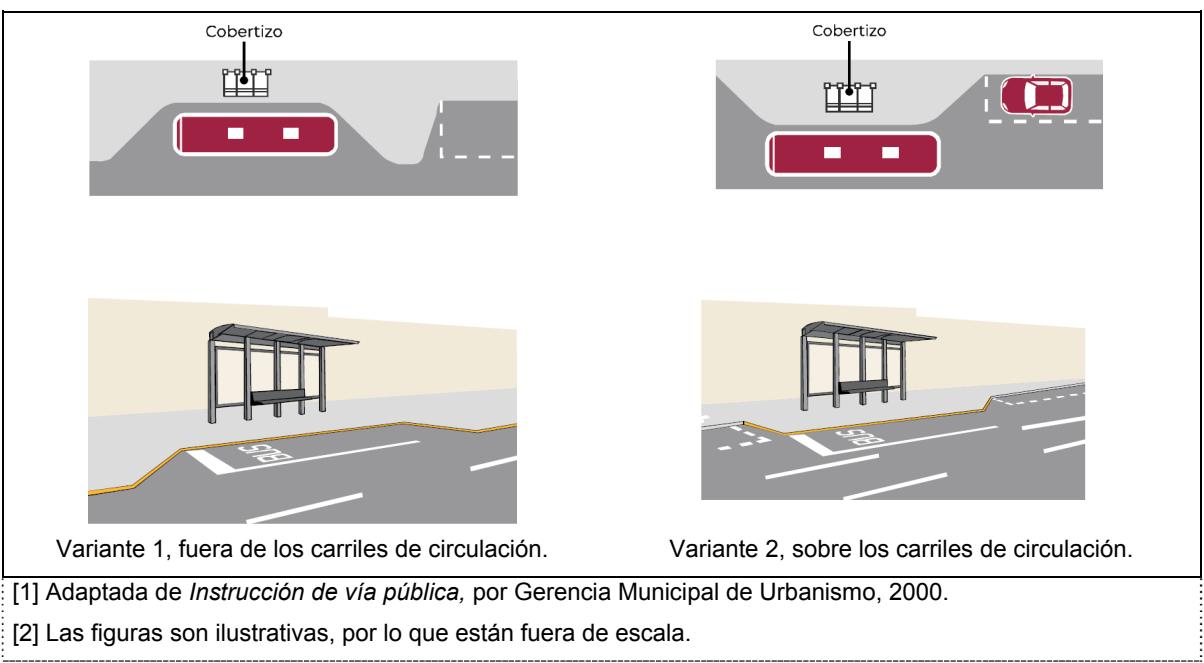 Cobertizo
Cobertizo
BUS
BUS
Variante 1, fuera de los carriles de circulación.
Variante 2, sobre los carriles de circulación.
[1] Adaptada de Instrucción de vía pública, por Gerencia Municipal de Urbanismo, 2000.
[2] Las figuras son ilustrativas, por lo que están fuera de escala.